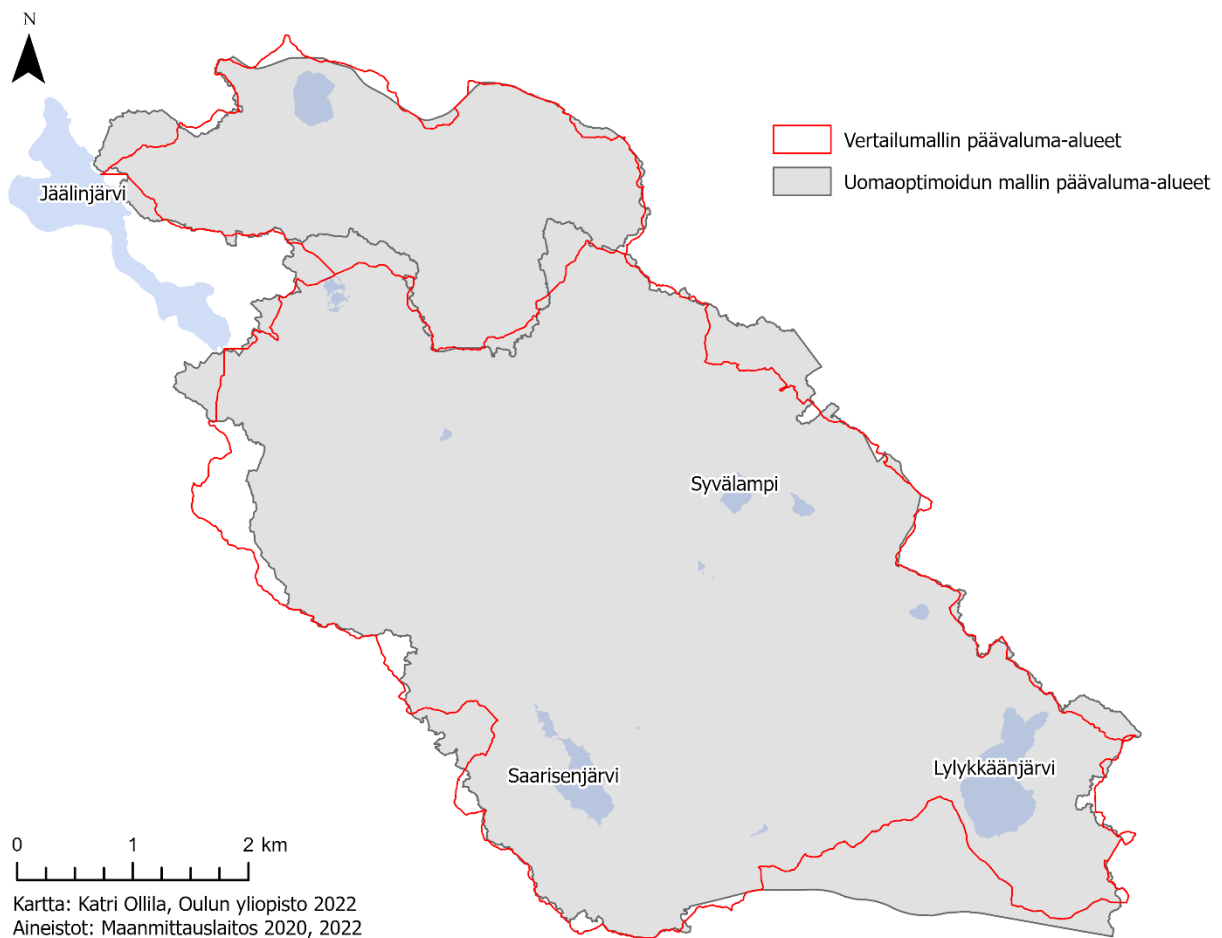 N
Vertailumallin päävaluma-alueet
Uomaoptimoidun mallin päävaluma-alueet
Jäälinjärvi
Syvälampi
Saarisenjärvi
Lylykkäänjärvi
0 1 2 km
Kartta: Katri Ollila, Oulun yliopisto 2022
Aineistot: Maanmittauslaitos 2020, 2022